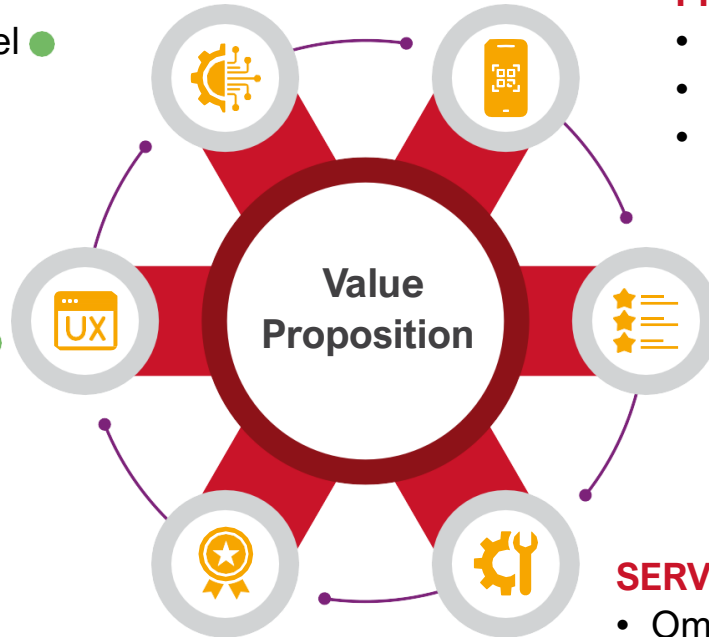 el
UX
Value
Proposition
SERV
• Om